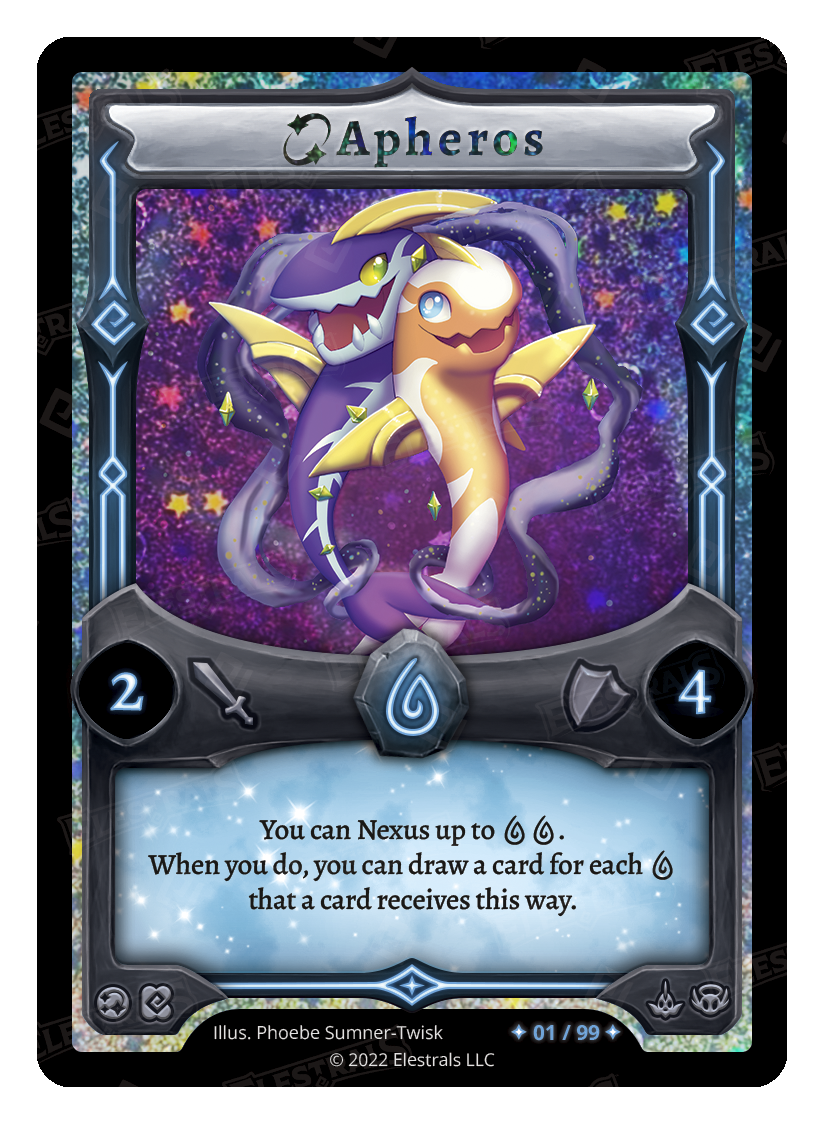 Apheros
2
4
You can Nexus up to .
When you do, you can draw a card for each
that a card receives this way.
Illus. Phoebe Sumner-Twisk
01 / 99
© 2022 Elestrals LLC
ELESTRALS